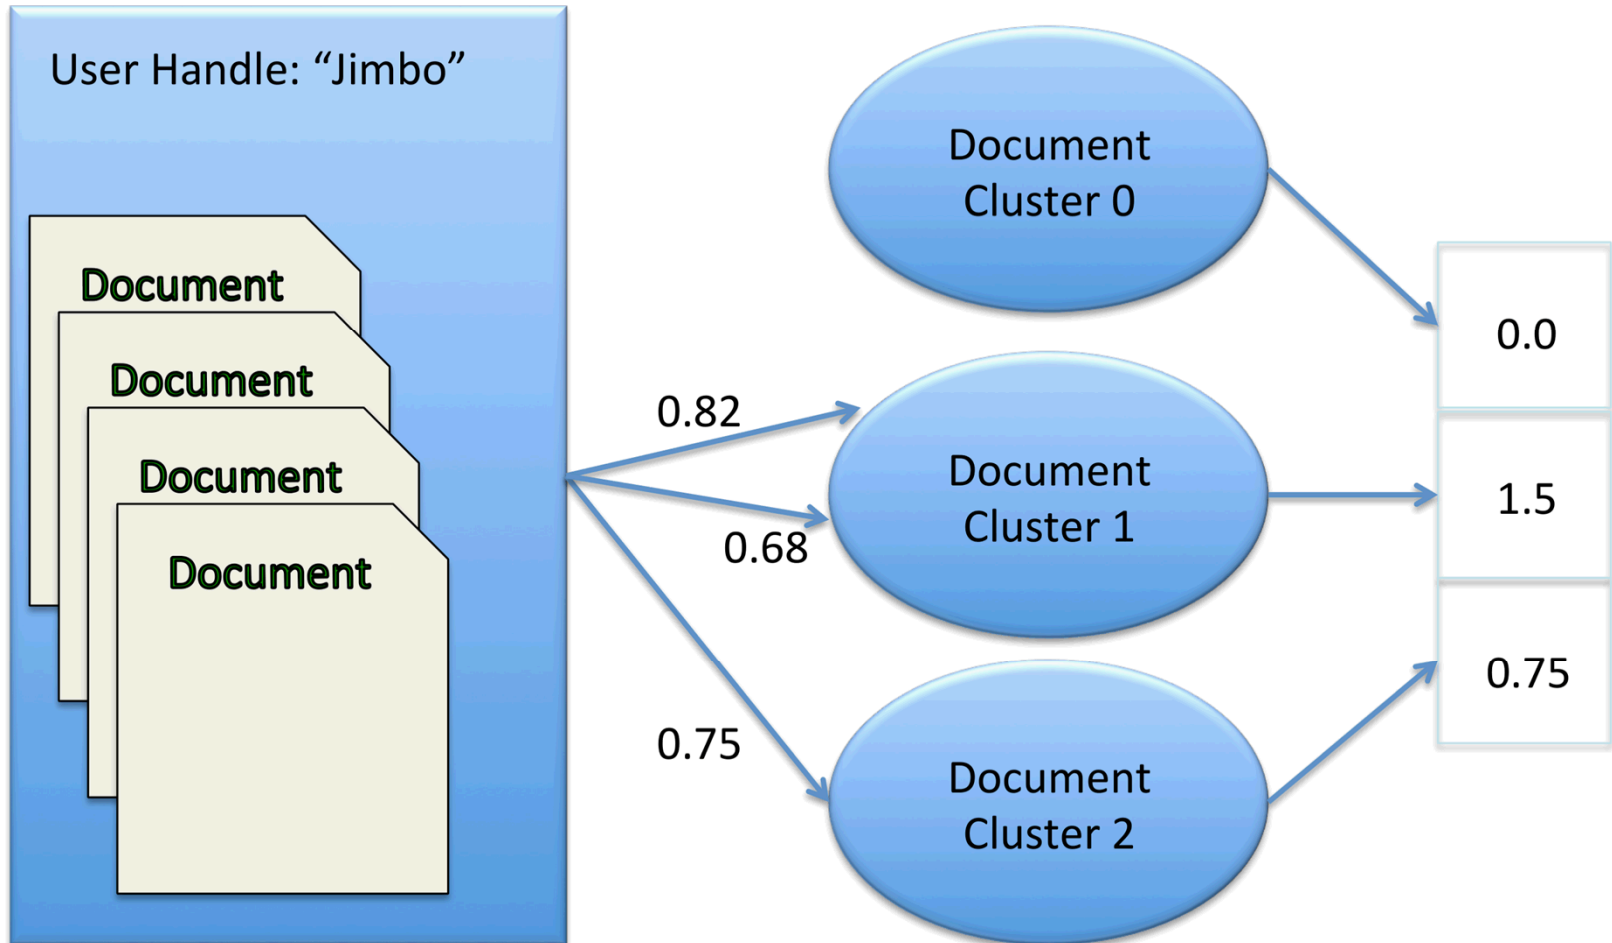 User Handle: “Jimbo”
Document
Document
Document
Document
0.82
0.68
0.75
Document
Cluster 0
Document
Cluster 1
Document
Cluster 2
0.0
1.5
0.75